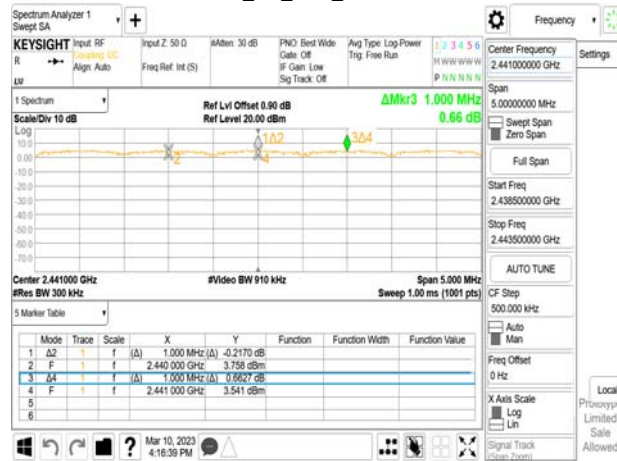 Spectrum Analyzer 1
Swept SA
Frequency
KEYSIGHT Input: RF Input Z: 50 Ω #Atten: 30 dB PNO: Best Wide Avg Type: Log-Power 1 2 3 4 5 6
R Coupling: DC Gate: Off Trig: Free Run M W W W W W
Align: Auto Freq Ref: Int (S) IF Gain: Low
Sig Track: Off P N N N N N
1 Spectrum
Ref Lvl Offset 0.90 dB ΔMkr3 1.000 MHz
Scale/Div 10 dB Ref Level 20.00 dBm 0.66 dB
Log
10.0
0.00
-10.0
-20.0
-30.0
-40.0
-50.0
-60.0
-70.0
1Δ2
3Δ4
2
4
Center 2.441000 GHz #Video BW 910 kHz Span 5.000 MHz
#Res BW 300 kHz Sweep 1.00 ms (1001 pts)
5 Marker Table
Mode Trace Scale X Y Function Function Width Function Value
1 Δ2 1 f (Δ) 1.000 MHz (Δ) -0.2170 dB
2 F 1 f 2.440 000 GHz 3.758 dBm
3 Δ4 1 f (Δ) 1.000 MHz (Δ) 0.6627 dB
4 F 1 f 2.441 000 GHz 3.541 dBm
5
6
Mar 10, 2023
4:16:39 PM
Center Frequency
2.441000000 GHz
Settings
Span
5.00000000 MHz
Swept Span
Zero Span
Full Span
Start Freq
2.438500000 GHz
Stop Freq
2.443500000 GHz
AUTO TUNE
CF Step
500.000 kHz
Auto
Man
Freq Offset
0 Hz
X Axis Scale
Log
Lin
Signal Track
(Span Zoom)
Local
Prototype
Limited
Sale
Allowed